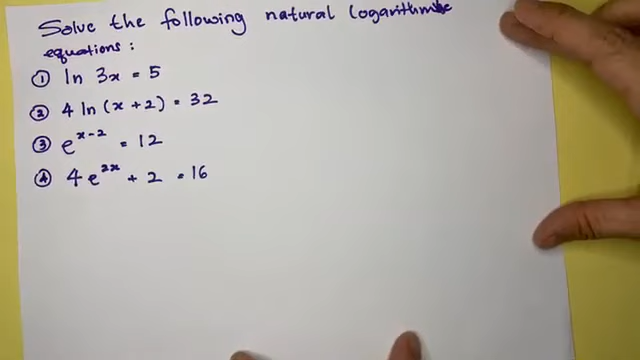 Solve the following natural logarithmic
equations:
① ln 3x = 5
② 4 ln (x + 2) = 32
③ e^{x-2} = 12
④ 4e^{2x} + 2 = 16